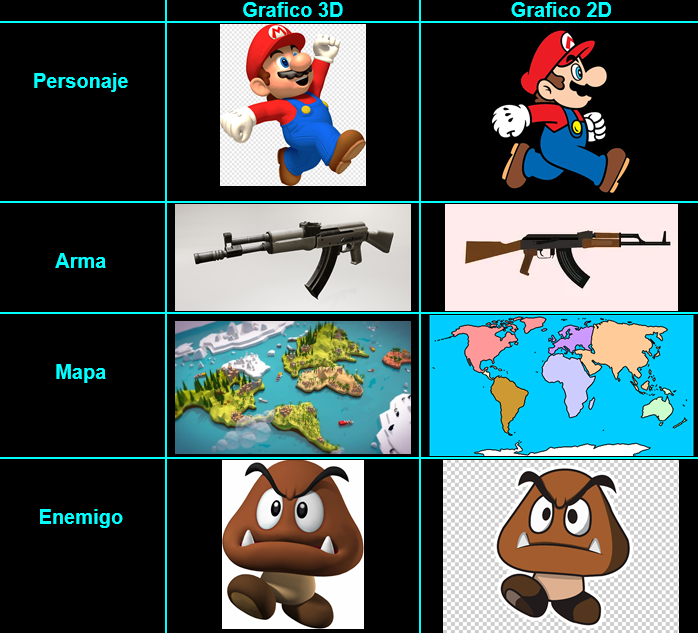 Grafico 3D
Grafico 2D
Personaje
M
M
Arma
Mapa
Enemigo